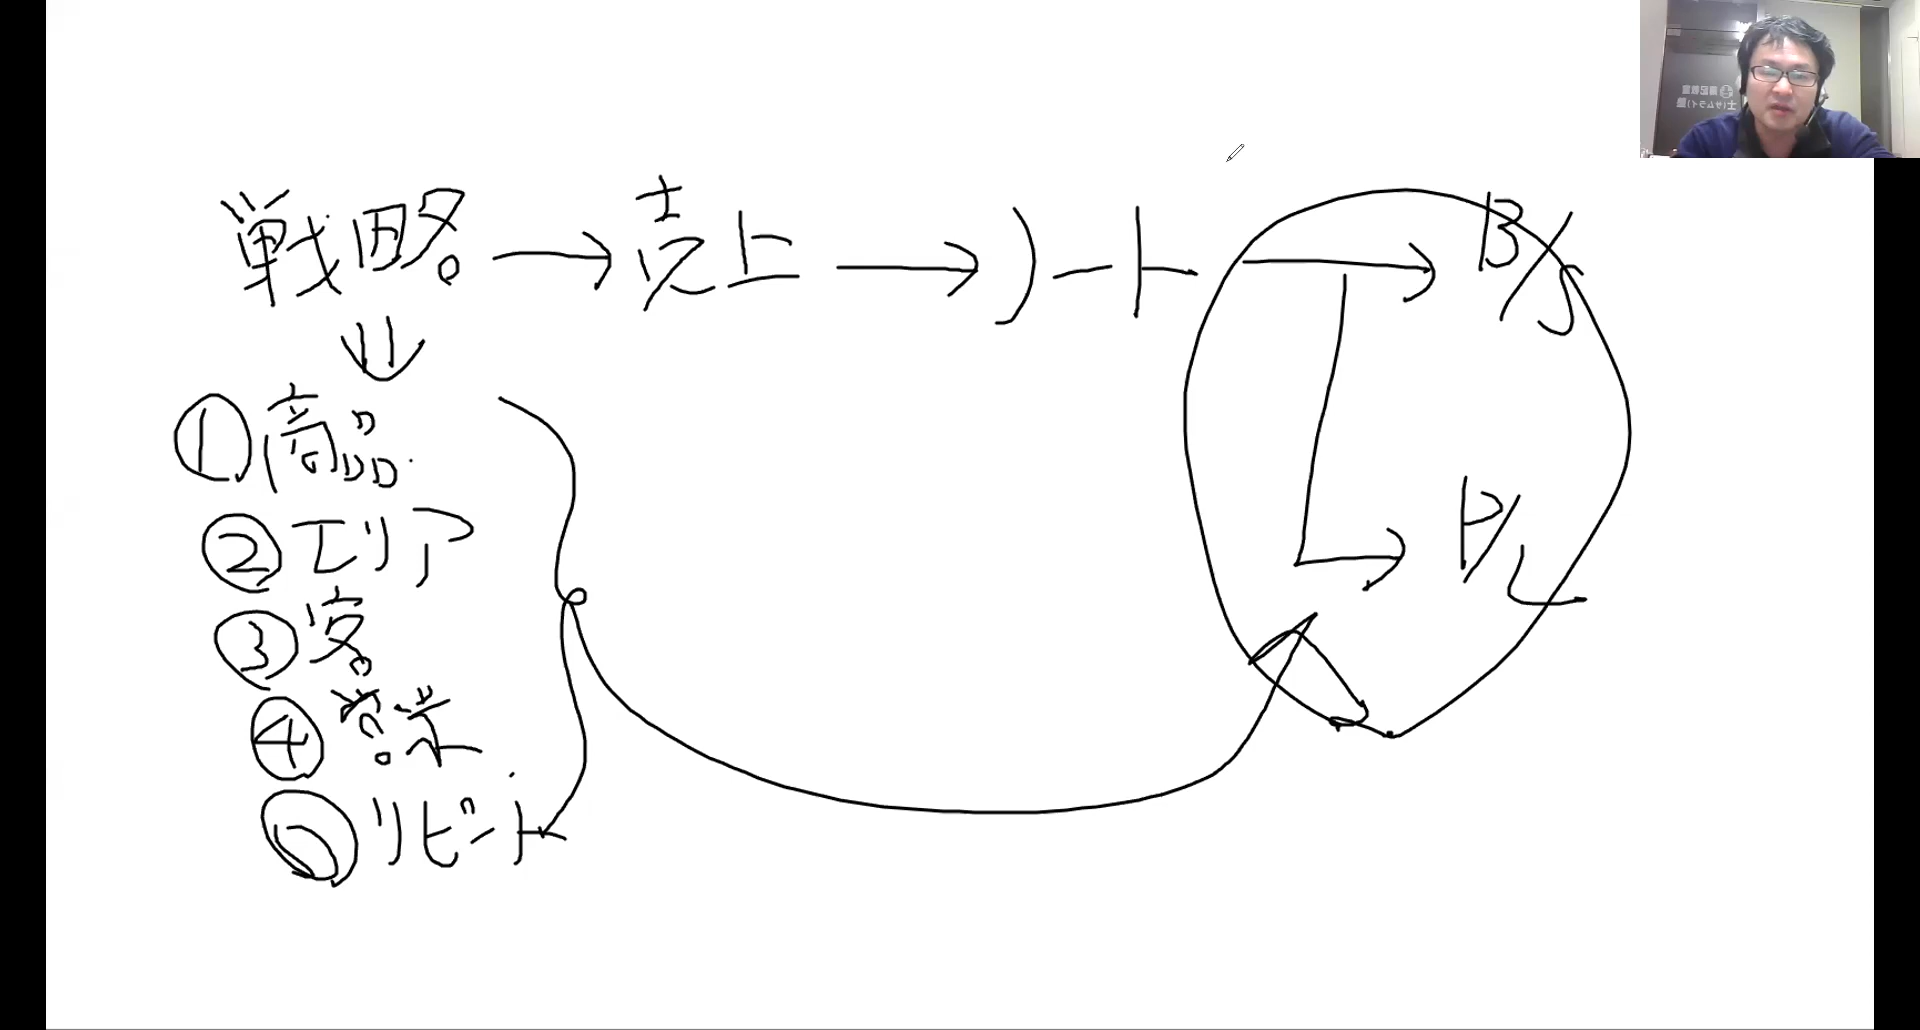 戦略 → 売上 → ノート → B/S
→ P/L
① 商品
② エリア
③ 客
④ 営業
⑤ リピート